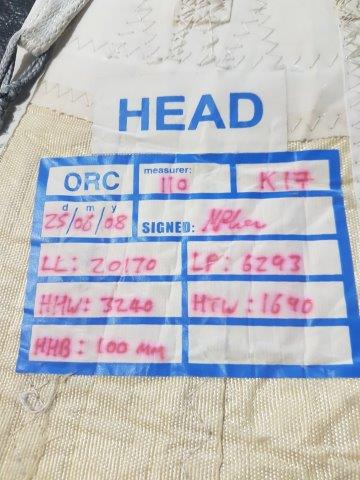 HEAD
ORC measurer: 110 K17
d m y
25/06/08 SIGNED:
LL: 20170 LP: 6293
HHW: 3240 HTW: 1690
HHB: 100 MM